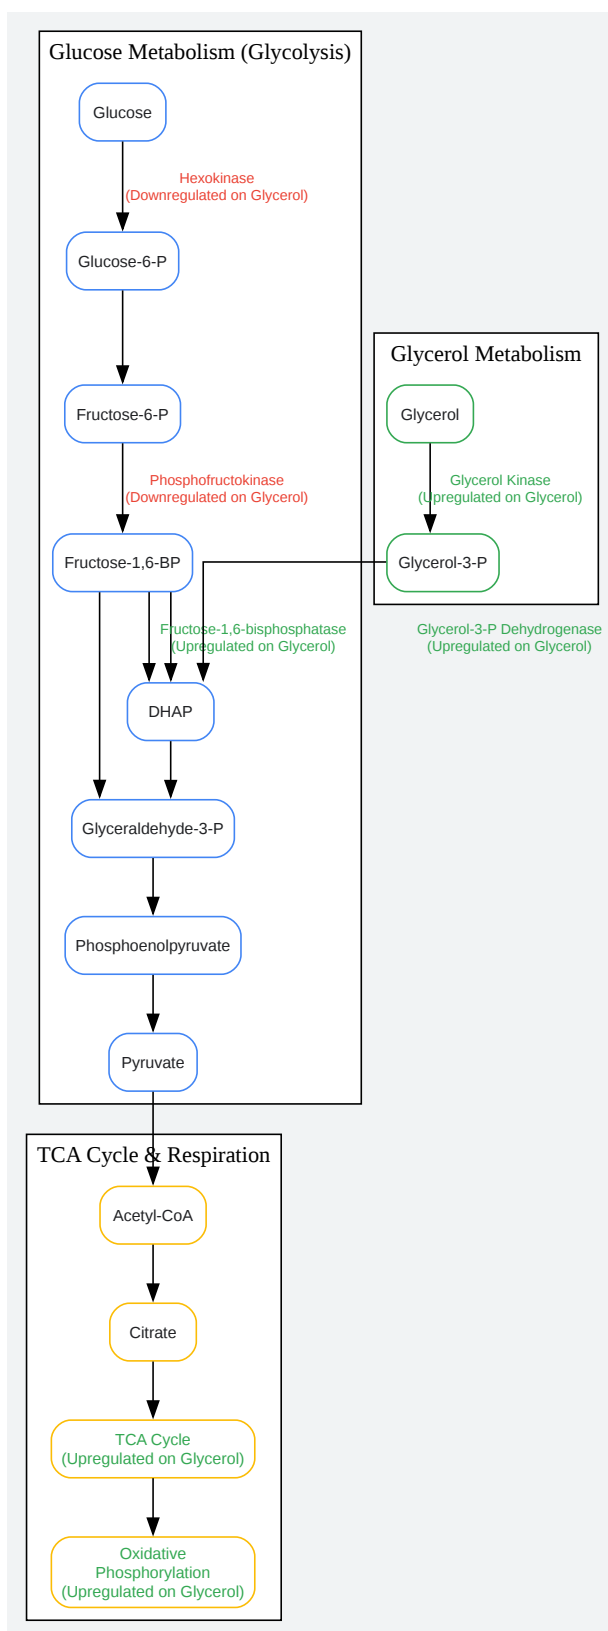 Glucose Metabolism (Glycolysis)
Glucose
Hexokinase
(Downregulated on Glycerol)
Glucose-6-P
Fructose-6-P
Phosphofructokinase
(Downregulated on Glycerol)
Fructose-1,6-BP
Glycerol Metabolism
Glycerol
Glycerol Kinase
(Upregulated on Glycerol)
Glycerol-3-P
Fructose-1,6-bisphosphatase
(Upregulated on Glycerol)
Glycerol-3-P Dehydrogenase
(Upregulated on Glycerol)
DHAP
Glyceraldehyde-3-P
Phosphoenolpyruvate
Pyruvate
TCA Cycle & Respiration
Acetyl-CoA
Citrate
TCA Cycle
(Upregulated on Glycerol)
Oxidative
Phosphorylation
(Upregulated on Glycerol)